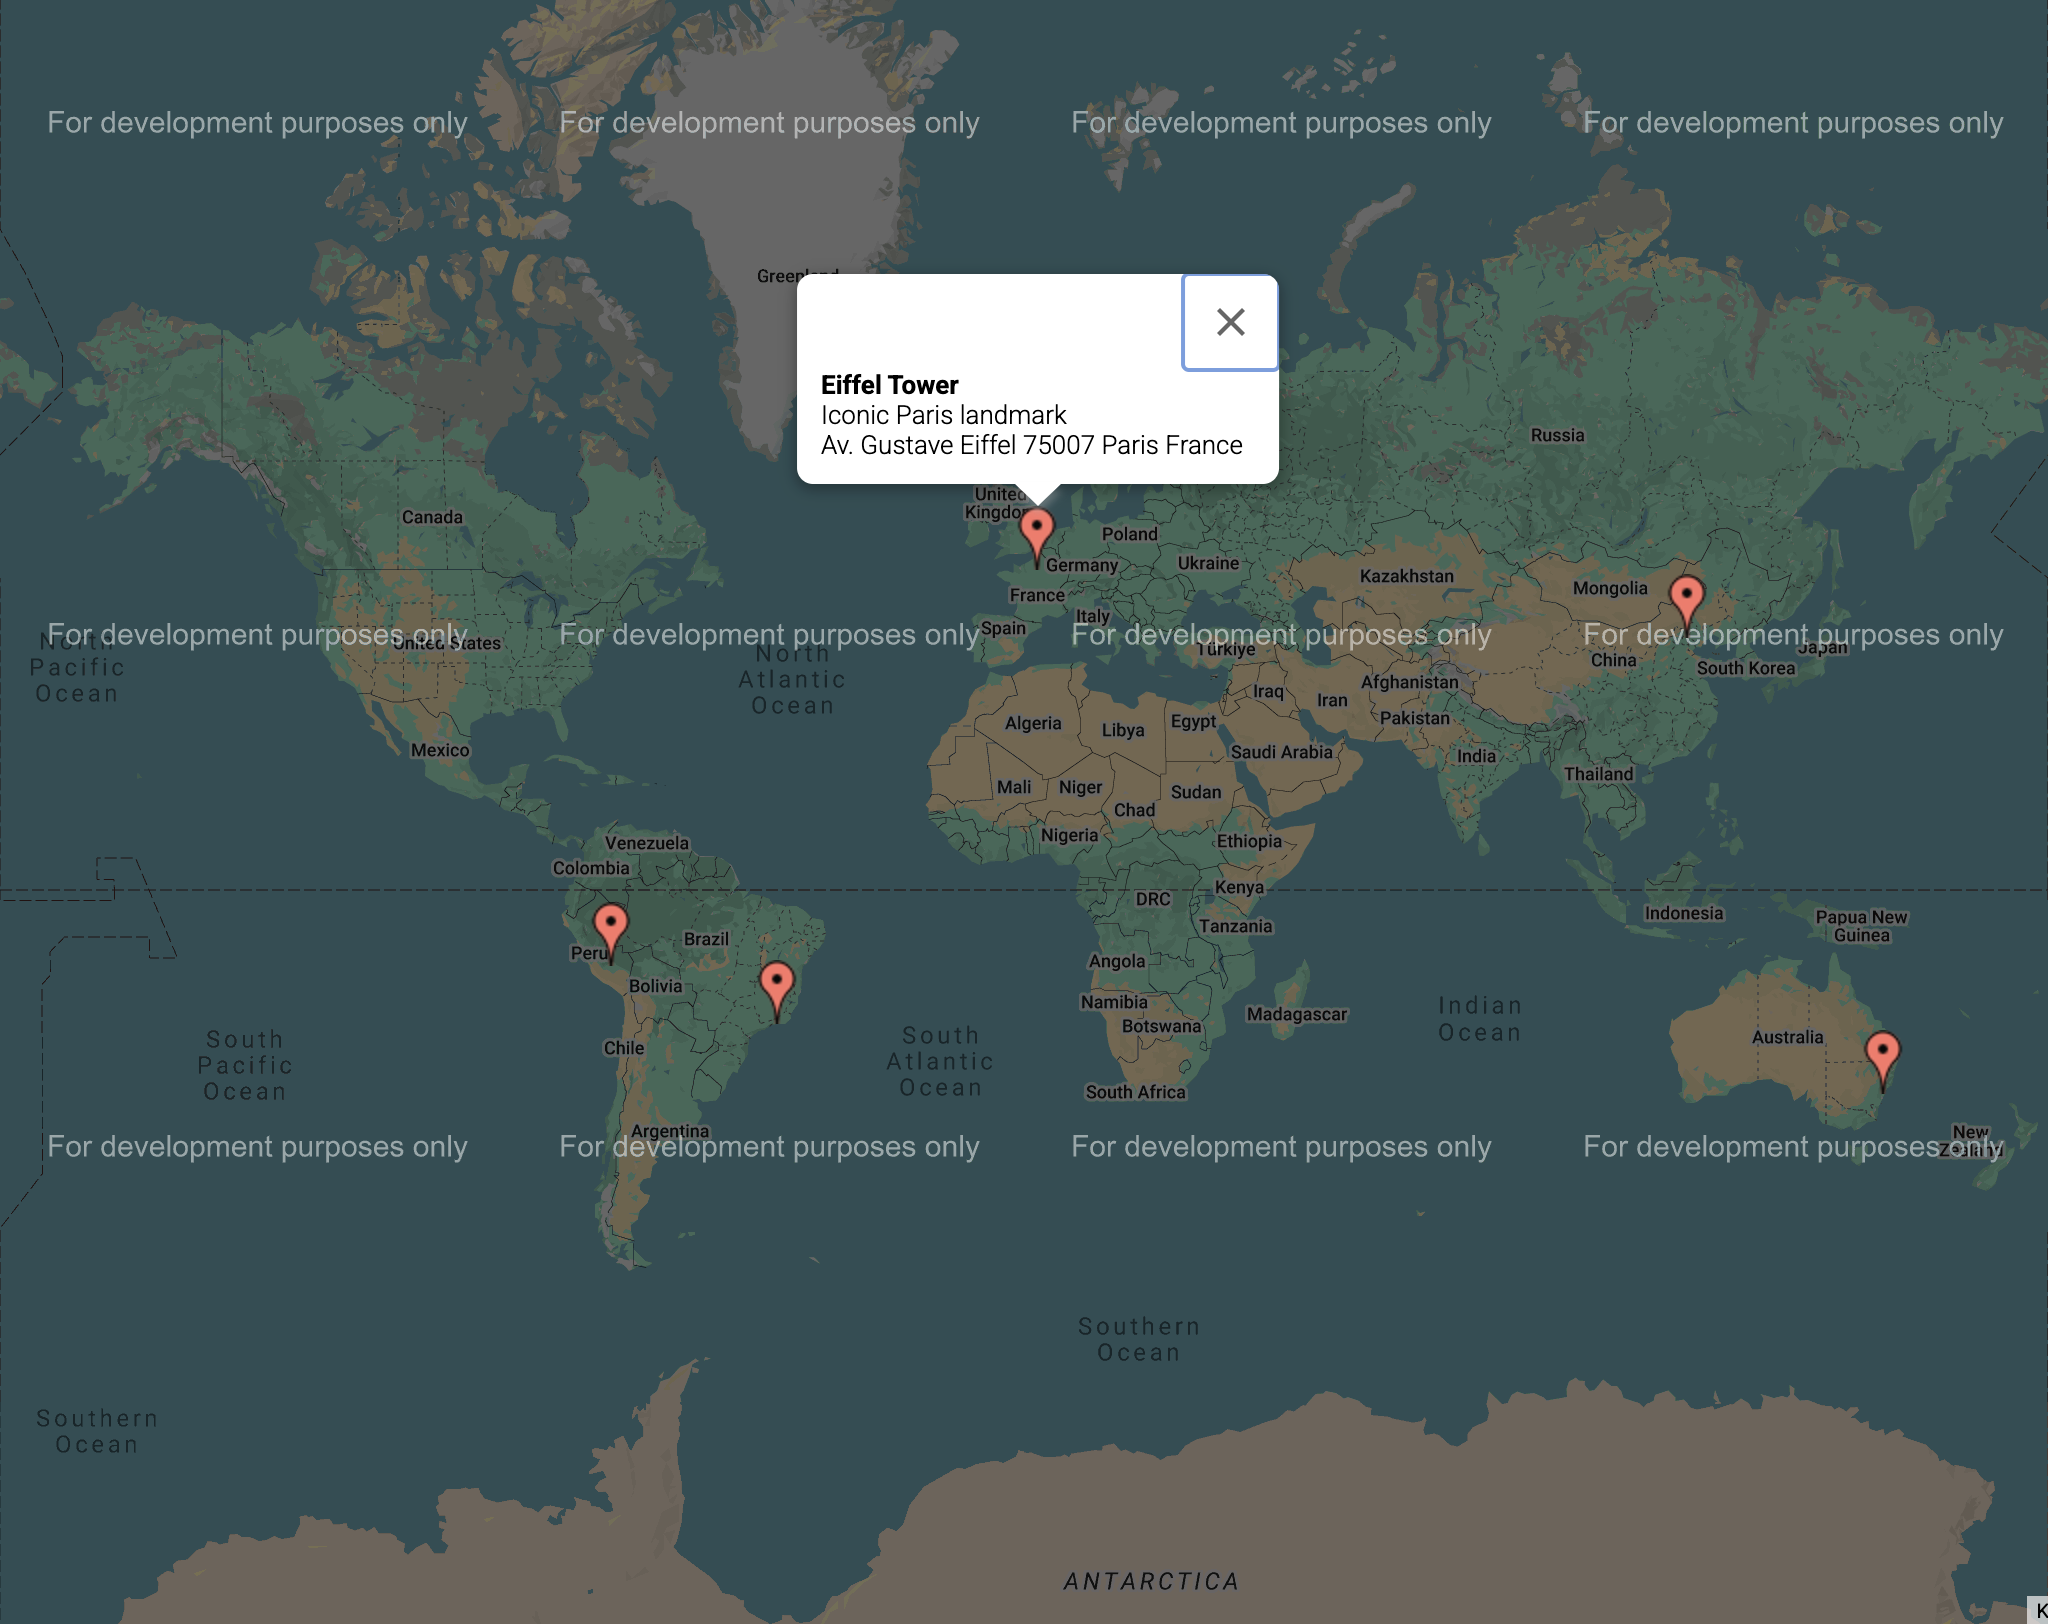 For development purposes only
For development purposes only
For development purposes only
For development purposes only
Greenland
Eiffel Tower
Iconic Paris landmark
Av. Gustave Eiffel 75007 Paris France
Russia
United
Kingdom
Canada
Poland
Germany
Ukraine
Kazakhstan
Mongolia
France
Italy
Spain
For development purposes only
For development purposes only
For development purposes only
For development purposes only
North
Pacific
Ocean
United States
North
Atlantic
Ocean
Türkiye
China
Japan
South Korea
Afghanistan
Iraq
Iran
Pakistan
Algeria
Libya
Egypt
Saudi Arabia
India
Mexico
Thailand
Mali
Niger
Sudan
Chad
Nigeria
Ethiopia
Venezuela
Colombia
Kenya
DRC
Indonesia
Papua New
Guinea
Tanzania
Brazil
Peru
Angola
Bolivia
Namibia
Madagascar
Botswana
Indian
Ocean
Australia
South
Pacific
Ocean
Chile
South
Atlantic
Ocean
South Africa
Argentina
New
Zealand
For development purposes only
For development purposes only
For development purposes only
For development purposes only
Southern
Ocean
Southern
Ocean
ANTARCTICA
K